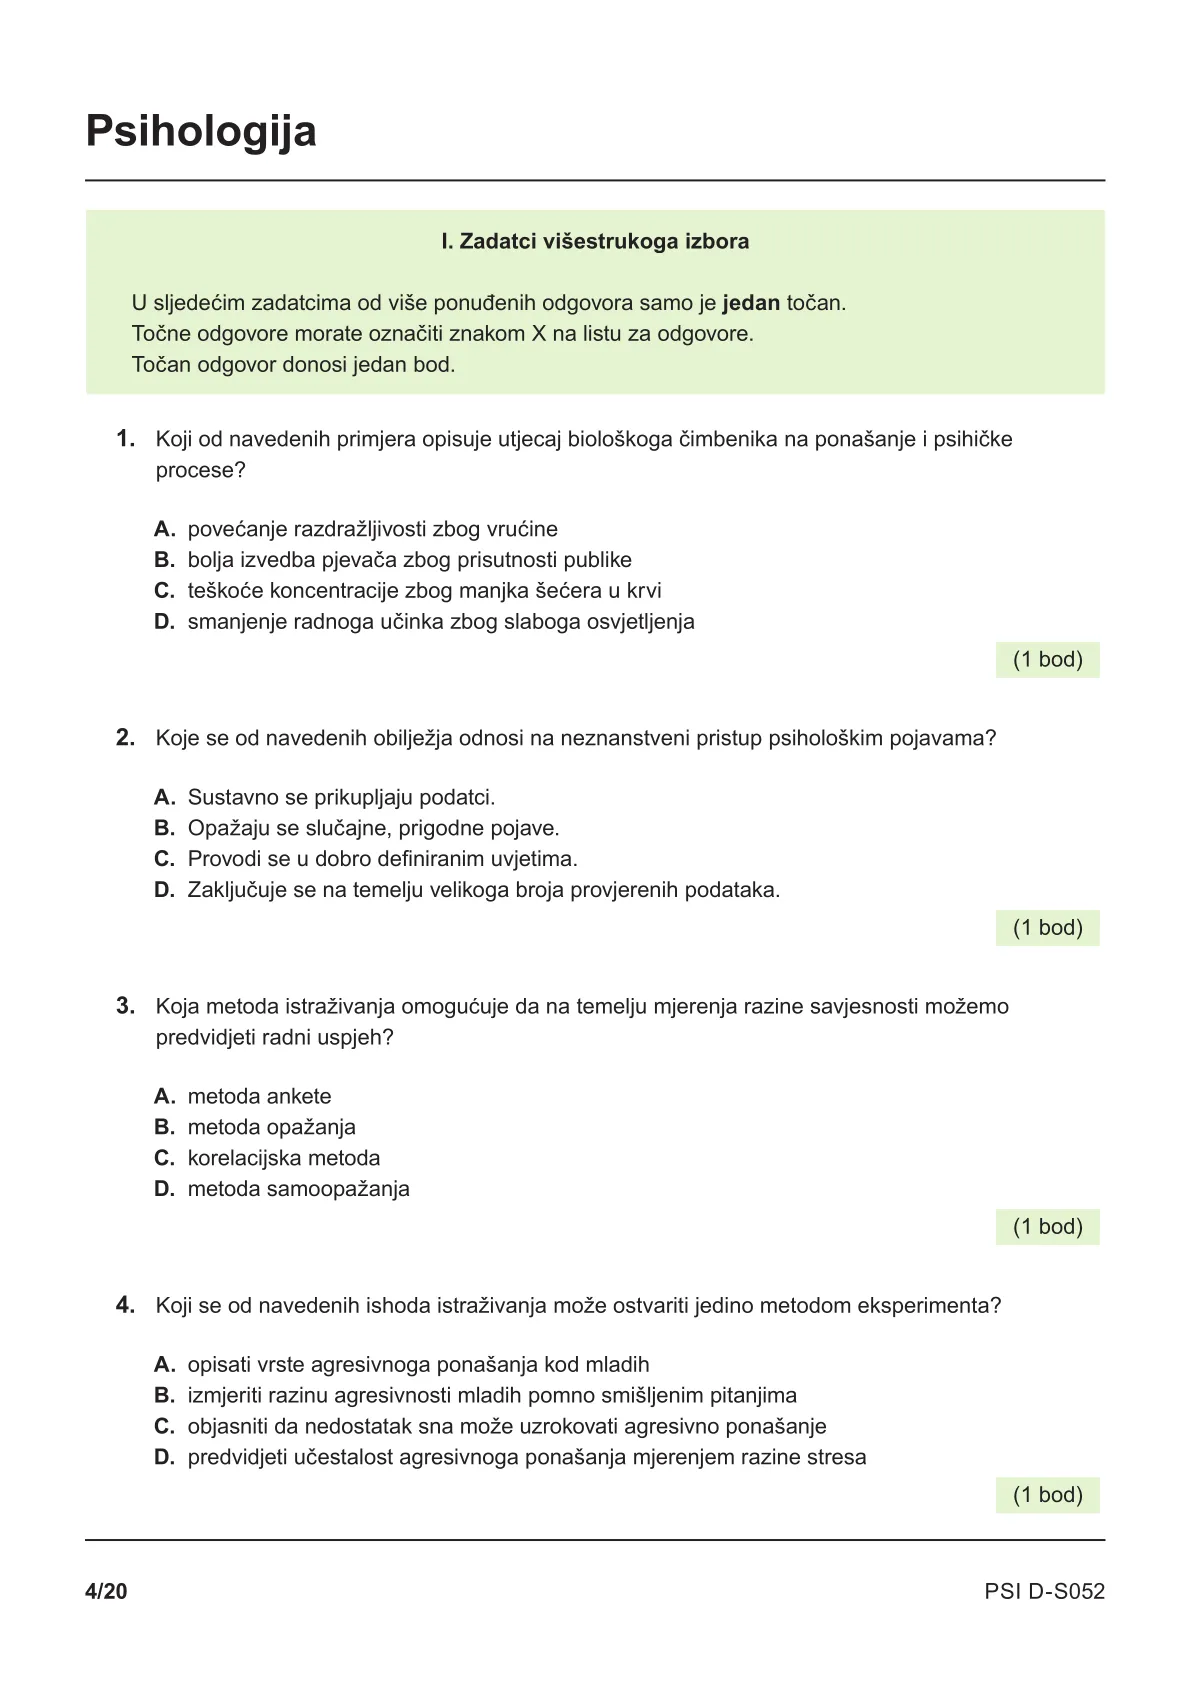 Psihologija
I. Zadatci višestrukoga izbora
U sljedećim zadatcima od više ponuđenih odgovora samo je jedan točan.
Točne odgovore morate označiti znakom X na listu za odgovore.
Točan odgovor donosi jedan bod.
1. Koji od navedenih primjera opisuje utjecaj biološkoga čimbenika na ponašanje i psihičke
procese?
A. povećanje razdražljivosti zbog vrućine
B. bolja izvedba pjevača zbog prisutnosti publike
C. teškoće koncentracije zbog manjka šećera u krvi
D. smanjenje radnoga učinka zbog slaboga osvjetljenja
(1 bod)
2. Koje se od navedenih obilježja odnosi na neznanstveni pristup psihološkim pojavama?
A. Sustavno se prikupljaju podatci.
B. Opažaju se slučajne, prigodne pojave.
C. Provodi se u dobro definiranim uvjetima.
D. Zaključuje se na temelju velikoga broja provjerenih podataka.
(1 bod)
3. Koja metoda istraživanja omogućuje da na temelju mjerenja razine savjesnosti možemo
predvidjeti radni uspjeh?
A. metoda ankete
B. metoda opažanja
C. korelacijska metoda
D. metoda samoopažanja
(1 bod)
4. Koji se od navedenih ishoda istraživanja može ostvariti jedino metodom eksperimenta?
A. opisati vrste agresivnoga ponašanja kod mladih
B. izmjeriti razinu agresivnosti mladih pomno smišljenim pitanjima
C. objasniti da nedostatak sna može uzrokovati agresivno ponašanje
D. predvidjeti učestalost agresivnoga ponašanja mjerenjem razine stresa
(1 bod)
4/20
PSI D-S052